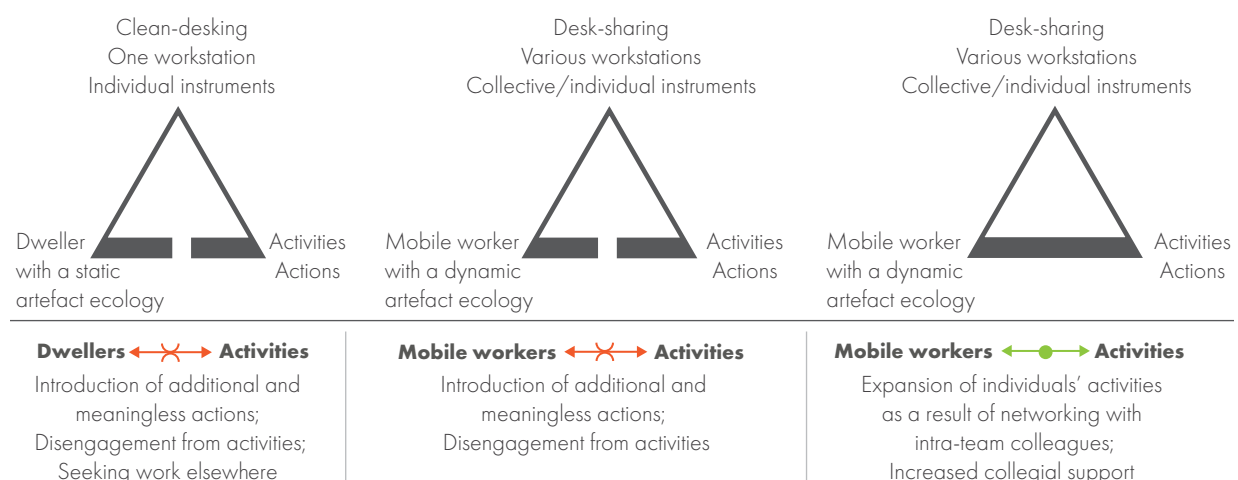 Clean-desking
One workstation
Individual instruments
Dweller
with a static
artefact ecology
Activities
Actions
Desk-sharing
Various workstations
Collective/individual instruments
Mobile worker
with a dynamic
artefact ecology
Activities
Actions
Desk-sharing
Various workstations
Collective/individual instruments
Mobile worker
with a dynamic
artefact ecology
Activities
Actions
Dwellers Activities
Introduction of additional and
meaningless actions;
Disengagement from activities;
Seeking work elsewhere
Mobile workers Activities
Introduction of additional and
meaningless actions;
Disengagement from activities
Mobile workers Activities
Expansion of individuals’ activities
as a result of networking with
intra-team colleagues;
Increased collegial support